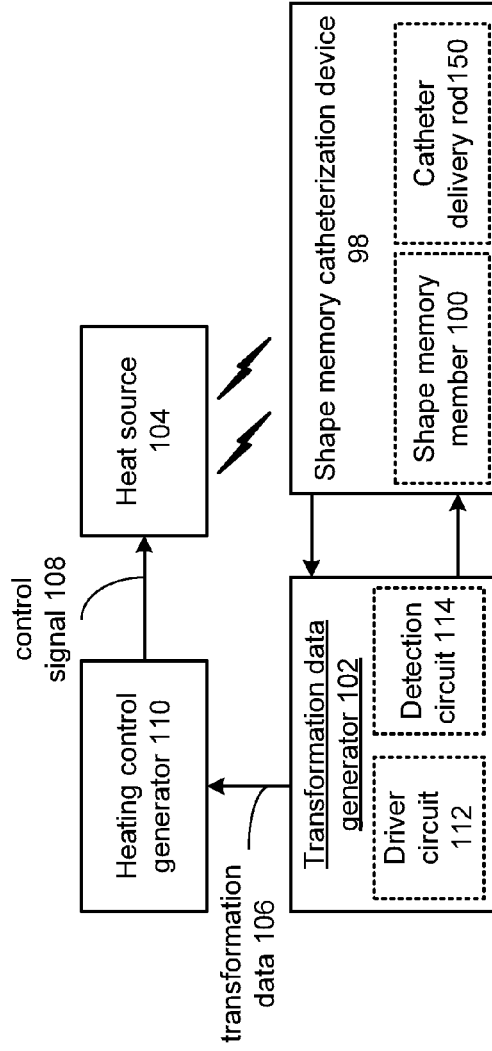 control
signal 108
Heating control
generator 110
Heat source
104
transformation
data 106
Transformation data
generator 102
Driver
circuit
112
Detection
circuit 114
Shape memory catheterization device
98
Shape memory
member 100
Catheter
delivery rod150